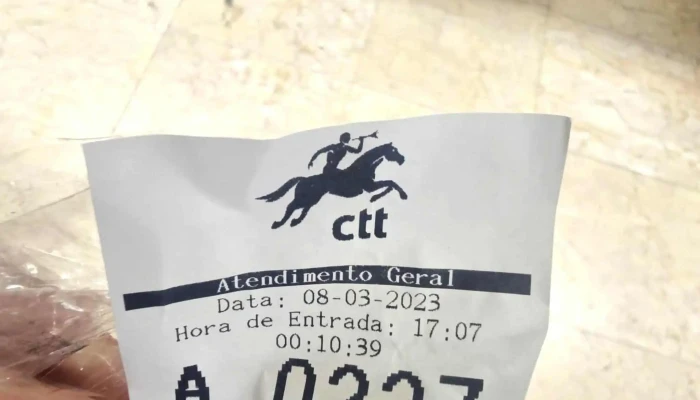 ctt
Atendimento Geral
Data: 08-03-2023
Hora de Entrada: 17:07
00:10:39